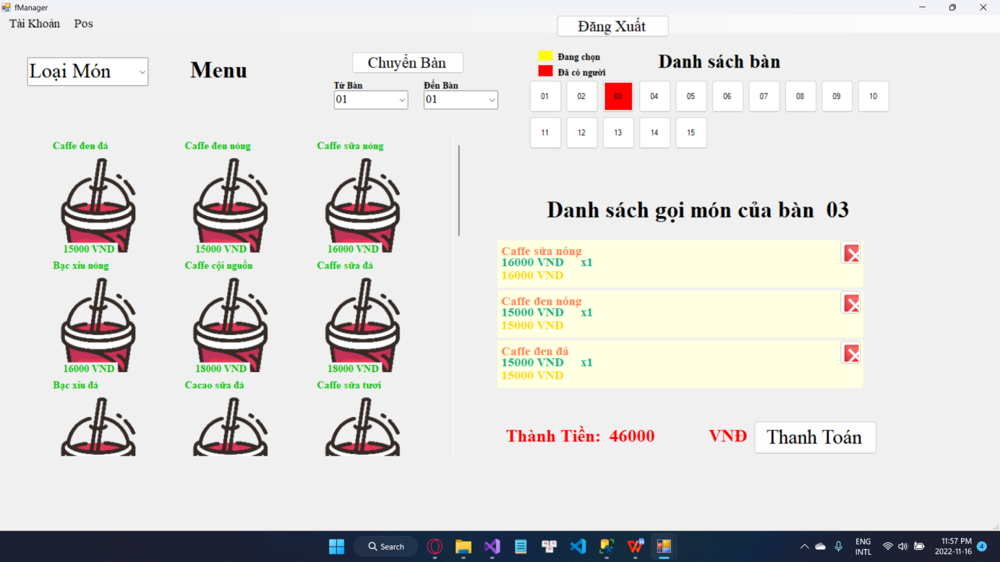 fManager
Tài Khoản Pos
Đăng Xuất
Loại Món
Menu
Chuyển Bàn
Từ Bàn Đến Bàn
01 01
Đang chọn
Đã có người
Danh sách bàn
01 02 03 04 05 06 07 08 09 10
11 12 13 14 15
Caffe đen đá Caffe đen nóng Caffe sữa nóng
15000 VND 15000 VND 16000 VND
Bạc xỉu nóng Caffe cội nguồn Caffe sữa đá
16000 VND 18000 VND 18000 VND
Bạc xỉu đá Cacao sữa đá Caffe sữa tươi
Danh sách gọi món của bàn 03
Caffe sữa nóng
16000 VND x1
16000 VND
Caffe đen nóng
15000 VND x1
15000 VND
Caffe đen đá
15000 VND x1
15000 VND
Thành Tiền: 46000 VNĐ
Thanh Toán
Search
ENG
INTL
11:57 PM
2022-11-16
4